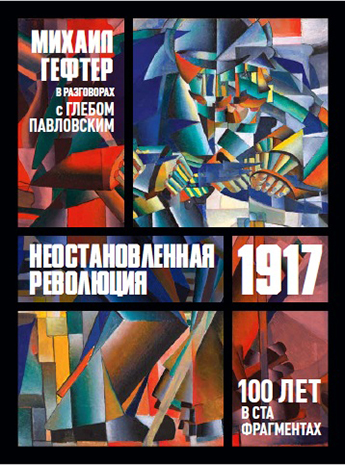 МИХАИЛ
ГЕФТЕР
В РАЗГОВОРАХ
С ГЛЕБОМ
ПАВЛОВСКИМ
НЕОСТАНОВЛЕННАЯ
РЕВОЛЮЦИЯ
1917
100 ЛЕТ
В СТА
ФРАГМЕНТАХ